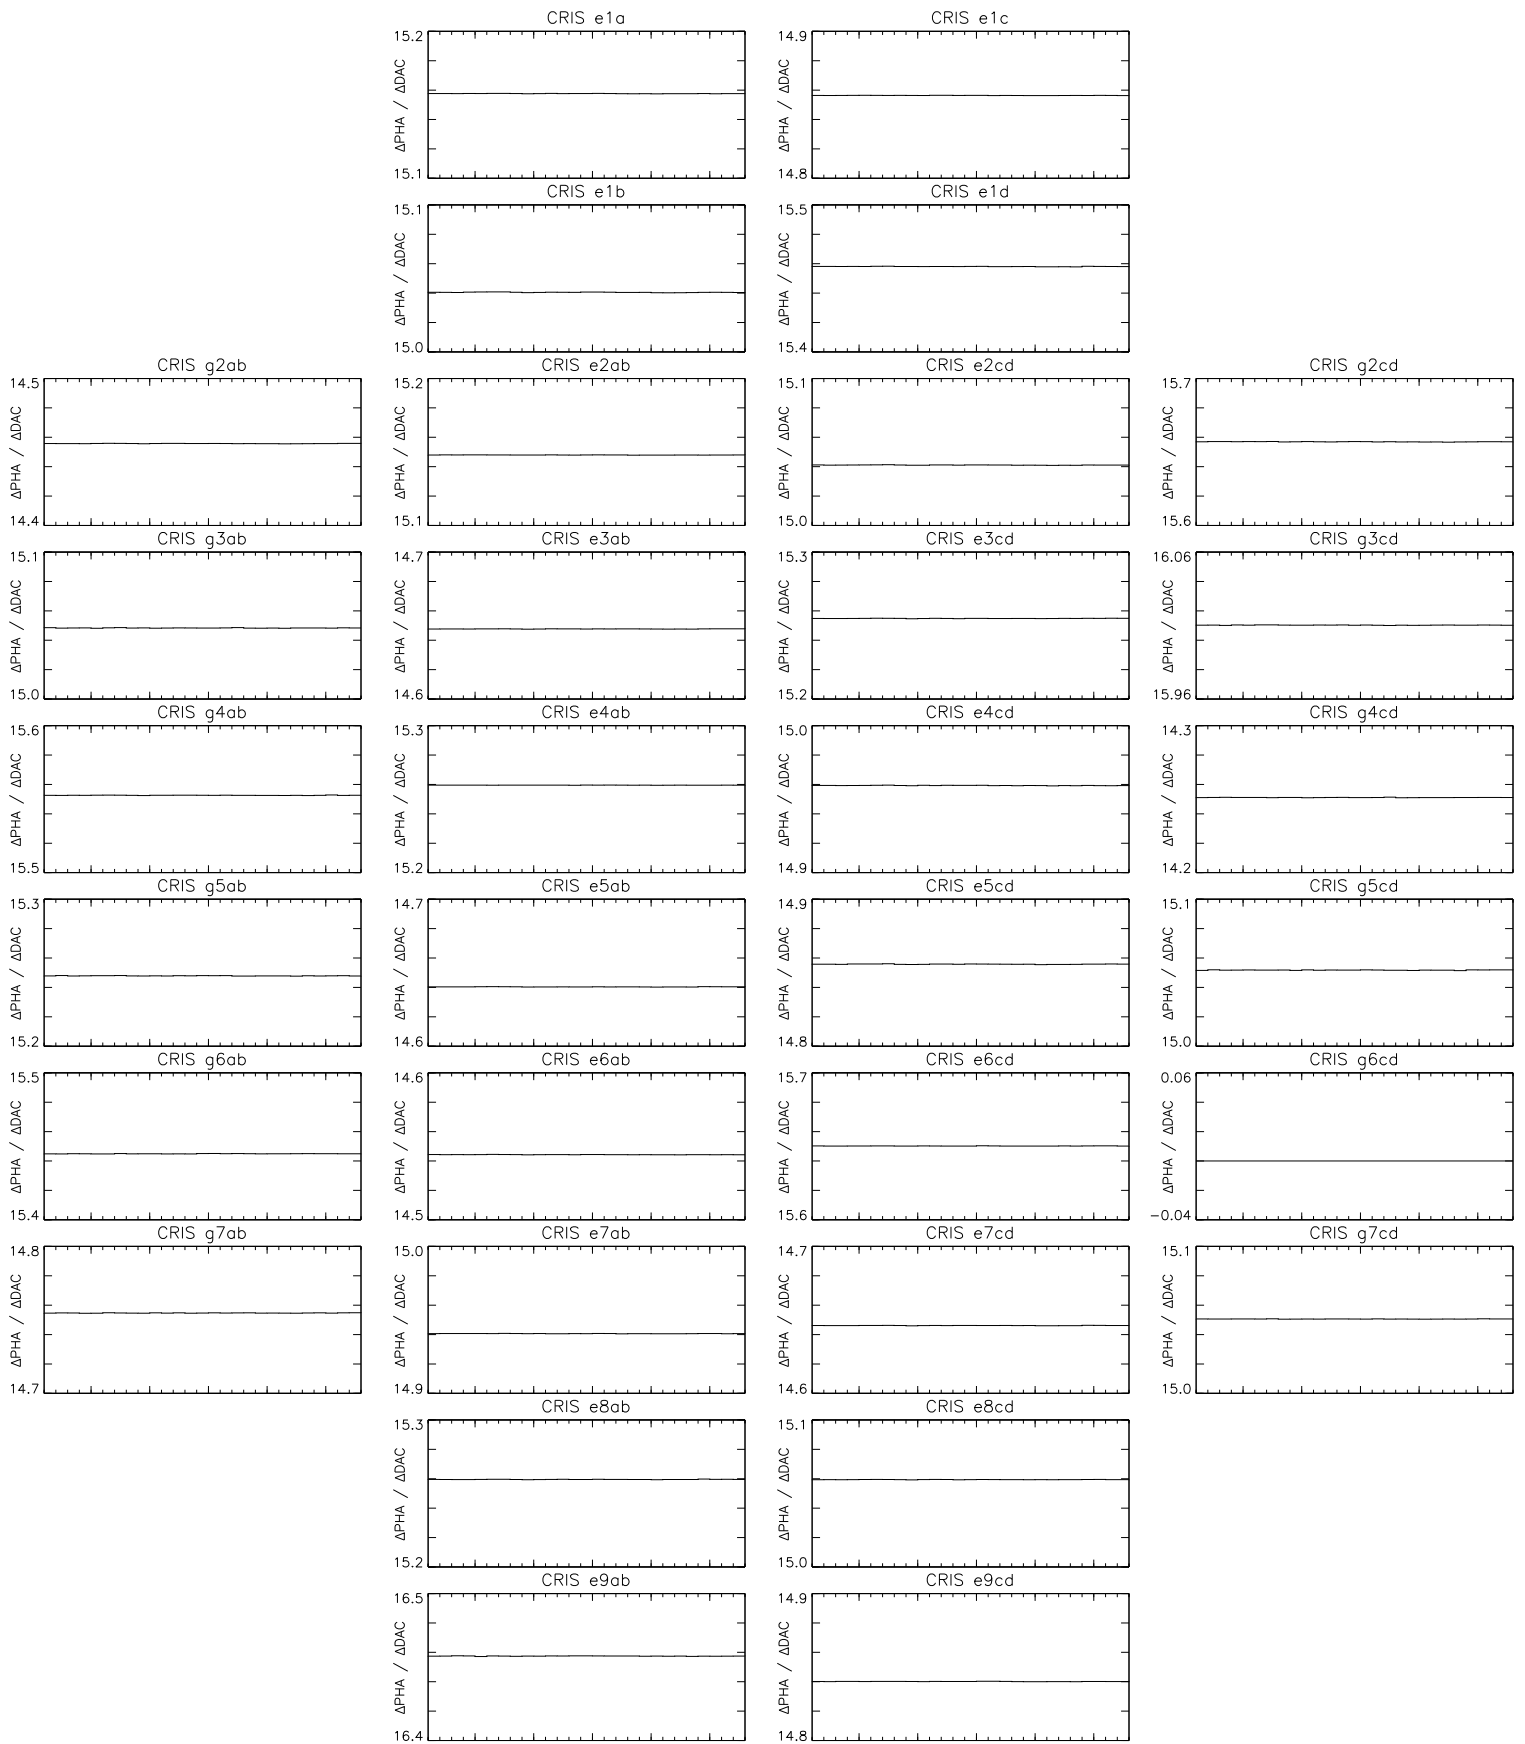 CRIS e1a
15.2
ΔPHA / ΔDAC
15.1
CRIS e1c
14.9
ΔPHA / ΔDAC
14.8
CRIS e1b
15.1
ΔPHA / ΔDAC
15.0
CRIS e1d
15.5
ΔPHA / ΔDAC
15.4
CRIS g2ab
14.5
ΔPHA / ΔDAC
14.4
CRIS e2ab
15.2
ΔPHA / ΔDAC
15.1
CRIS e2cd
15.1
ΔPHA / ΔDAC
15.0
CRIS g2cd
15.7
ΔPHA / ΔDAC
15.6
CRIS g3ab
15.1
ΔPHA / ΔDAC
15.0
CRIS e3ab
14.7
ΔPHA / ΔDAC
14.6
CRIS e3cd
15.3
ΔPHA / ΔDAC
15.2
CRIS g3cd
16.06
ΔPHA / ΔDAC
15.96
CRIS g4ab
15.6
ΔPHA / ΔDAC
15.5
CRIS e4ab
15.3
ΔPHA / ΔDAC
15.2
CRIS e4cd
15.0
ΔPHA / ΔDAC
14.9
CRIS g4cd
14.3
ΔPHA / ΔDAC
14.2
CRIS g5ab
15.3
ΔPHA / ΔDAC
15.2
CRIS e5ab
14.7
ΔPHA / ΔDAC
14.6
CRIS e5cd
14.9
ΔPHA / ΔDAC
14.8
CRIS g5cd
15.1
ΔPHA / ΔDAC
15.0
CRIS g6ab
15.5
ΔPHA / ΔDAC
15.4
CRIS e6ab
14.6
ΔPHA / ΔDAC
14.5
CRIS e6cd
15.7
ΔPHA / ΔDAC
15.6
CRIS g6cd
0.06
ΔPHA / ΔDAC
−0.04
CRIS g7ab
14.8
ΔPHA / ΔDAC
14.7
CRIS e7ab
15.0
ΔPHA / ΔDAC
14.9
CRIS e7cd
14.7
ΔPHA / ΔDAC
14.6
CRIS g7cd
15.1
ΔPHA / ΔDAC
15.0
CRIS e8ab
15.3
ΔPHA / ΔDAC
15.2
CRIS e8cd
15.1
ΔPHA / ΔDAC
15.0
CRIS e9ab
16.5
ΔPHA / ΔDAC
16.4
CRIS e9cd
14.9
ΔPHA / ΔDAC
14.8